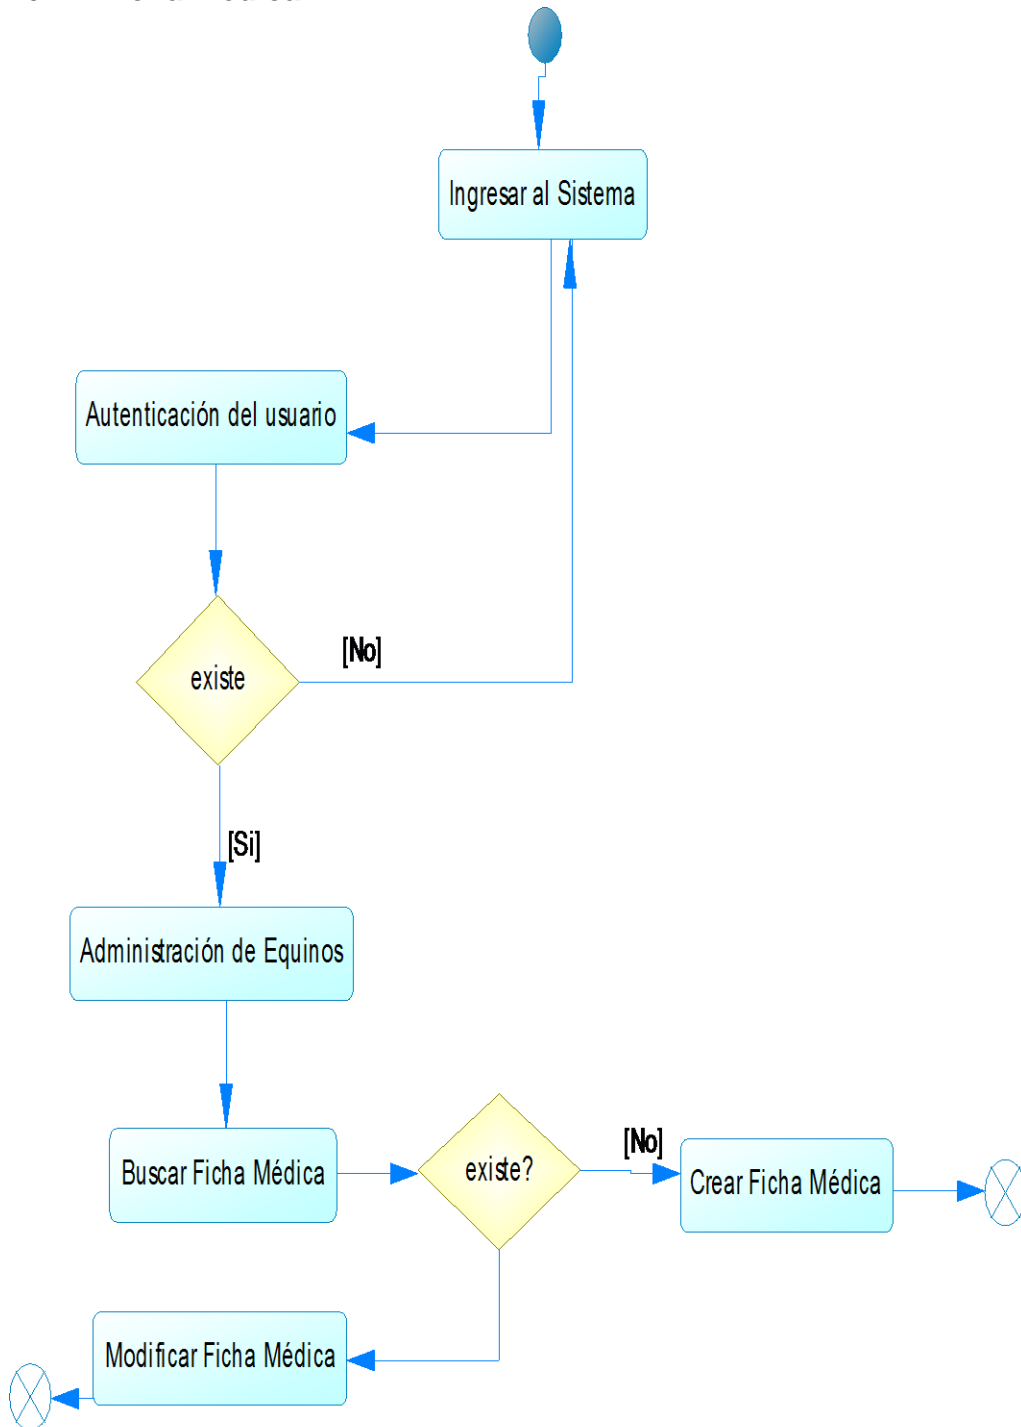 Ingresar al Sistema
Autenticación del usuario
existe
[No]
[Si]
Administración de Equinos
Buscar Ficha Médica
existe?
[No]
Crear Ficha Médica
Modificar Ficha Médica